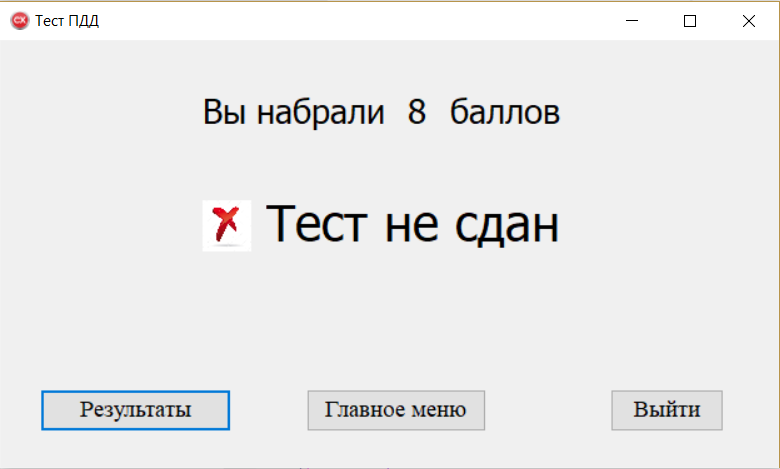 Тест ПДД
Вы набрали 8 баллов
Тест не сдан
Результаты Главное меню Выйти